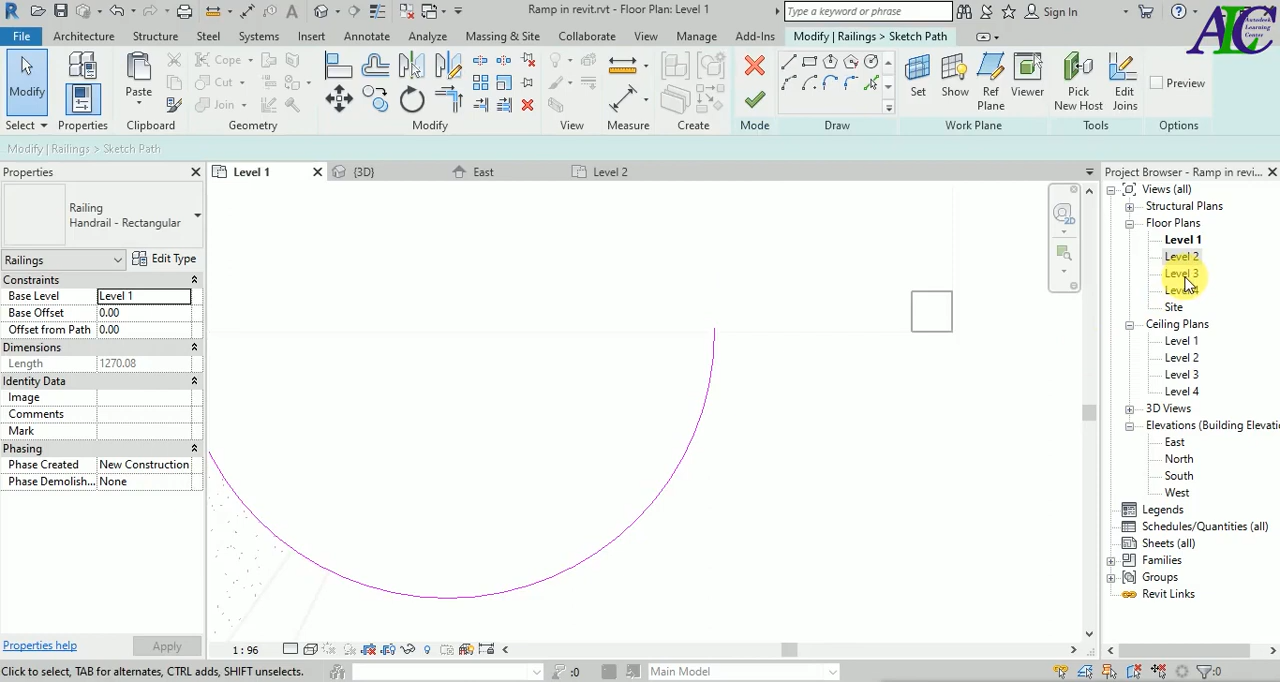 Ramp in revit.rvt - Floor Plan: Level 1
Type a keyword or phrase
Sign In
AlC
Autodesk
Learning
Centre
File
Architecture
Structure
Steel
Systems
Insert
Annotate
Analyze
Massing & Site
Collaborate
View
Manage
Add-Ins
Modify | Railings > Sketch Path
Modify
Paste
Cope
Cut
Join
Set
Show
Ref
Plane
Viewer
Pick
New Host
Edit
Joins
Preview
Select
Properties
Clipboard
Geometry
Modify
View
Measure
Create
Mode
Draw
Work Plane
Tools
Options
Modify | Railings > Sketch Path
Properties
Level 1
{3D}
East
Level 2
Project Browser - Ramp in revi...
Railing
Handrail - Rectangular
Railings
Edit Type
Constraints
Base Level Level 1
Base Offset 0.00
Offset from Path 0.00
Dimensions
Length 1270.08
Identity Data
Image
Comments
Mark
Phasing
Phase Created New Construction
Phase Demolish... None
Properties help
Apply
2D
Views (all)
Structural Plans
Floor Plans
Level 1
Level 2
Level 3
Level 4
Site
Ceiling Plans
Level 1
Level 2
Level 3
Level 4
3D Views
Elevations (Building Elevatio
East
North
South
West
Legends
Schedules/Quantities (all)
Sheets (all)
Families
Groups
Revit Links
1 : 96
Click to select, TAB for alternates, CTRL adds, SHIFT unselects.
:0
Main Model
:0